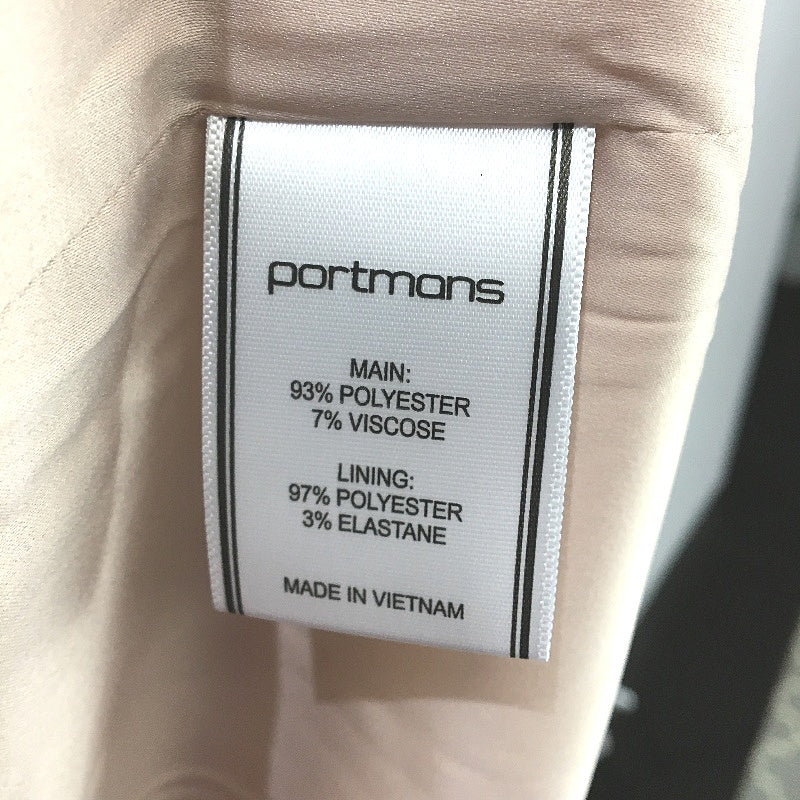 portmans
MAIN:
93% POLYESTER
7% VISCOSE
LINING:
97% POLYESTER
3% ELASTANE
MADE IN VIETNAM